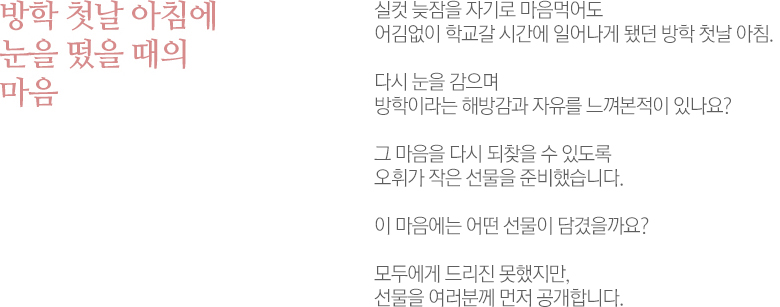 방학 첫날 아침에
눈을 떴을 때의
마음
실컷 늦잠을 자기로 마음먹어도
어김없이 학교갈 시간에 일어나게 됐던 방학 첫날 아침.
다시 눈을 감으며
방학이라는 해방감과 자유를 느껴본적이 있나요?
그 마음을 다시 되찾을 수 있도록
오휘가 작은 선물을 준비했습니다.
이 마음에는 어떤 선물이 담겼을까요?
모두에게 드리진 못했지만,
선물을 여러분께 먼저 공개합니다.